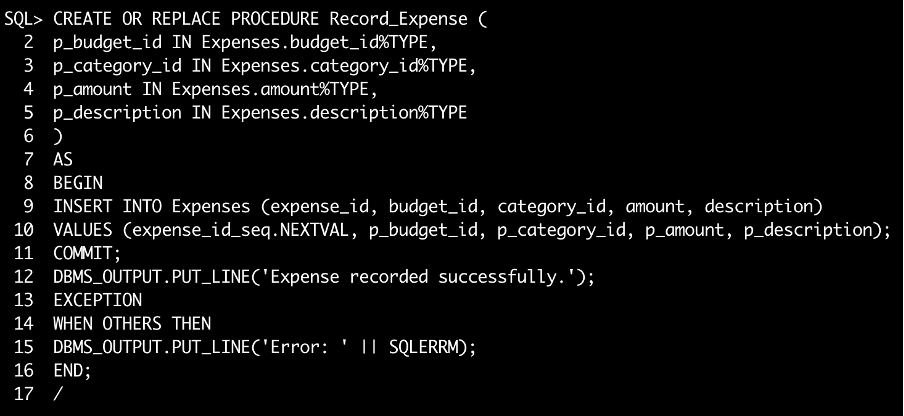 SQL> CREATE OR REPLACE PROCEDURE Record_Expense (
2 p_budget_id IN Expenses.budget_id%TYPE,
3 p_category_id IN Expenses.category_id%TYPE,
4 p_amount IN Expenses.amount%TYPE,
5 p_description IN Expenses.description%TYPE
6 )
7 AS
8 BEGIN
9 INSERT INTO Expenses (expense_id, budget_id, category_id, amount, description)
10 VALUES (expense_id_seq.NEXTVAL, p_budget_id, p_category_id, p_amount, p_description);
11 COMMIT;
12 DBMS_OUTPUT.PUT_LINE('Expense recorded successfully.');
13 EXCEPTION
14 WHEN OTHERS THEN
15 DBMS_OUTPUT.PUT_LINE('Error: ' || SQLERRM);
16 END;
17 /